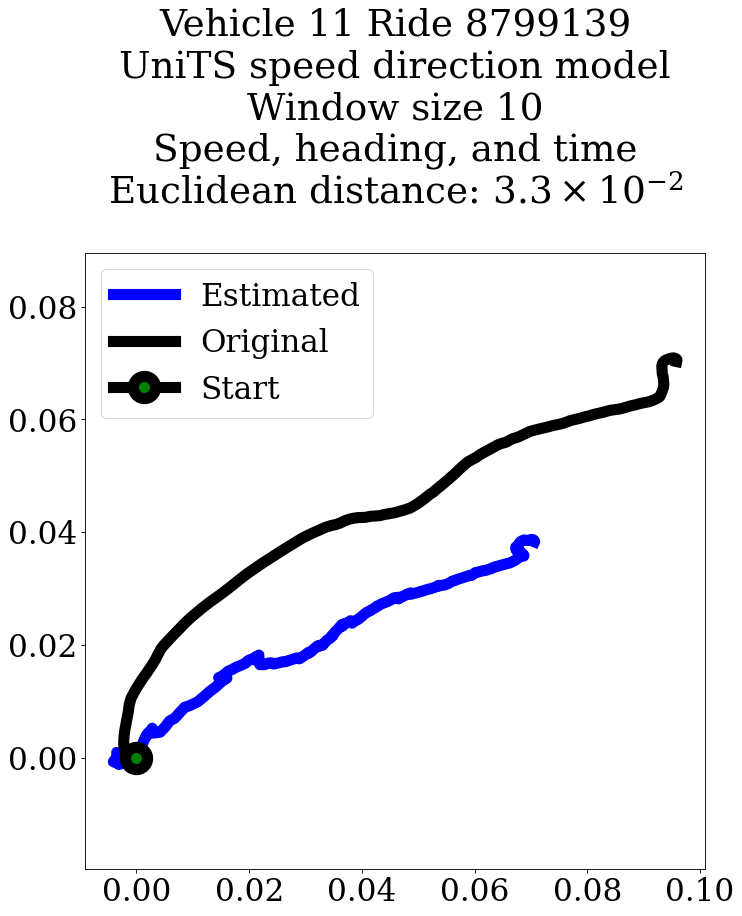 Vehicle 11 Ride 8799139
UniTS speed direction model
Window size 10
Speed, heading, and time
Euclidean distance: 3.3 × 10⁻²
Estimated
Original
Start
0.08
0.06
0.04
0.02
0.00
0.00 0.02 0.04 0.06 0.08 0.10